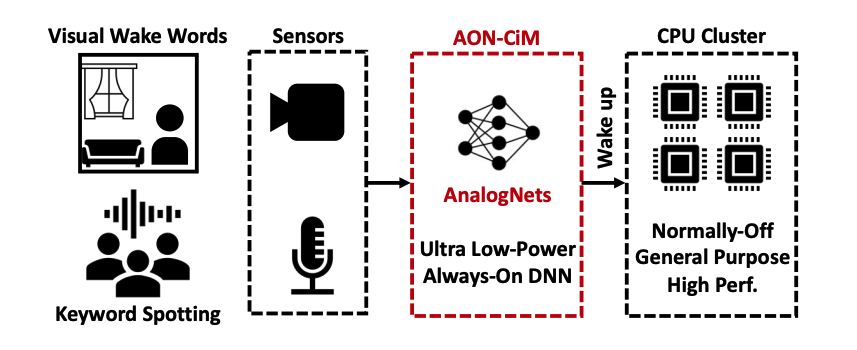 Visual Wake Words
Keyword Spotting
Sensors
AON-CiM
AnalogNets
Ultra Low-Power
Always-On DNN
Wake up
CPU Cluster
Normally-Off
General Purpose
High Perf.